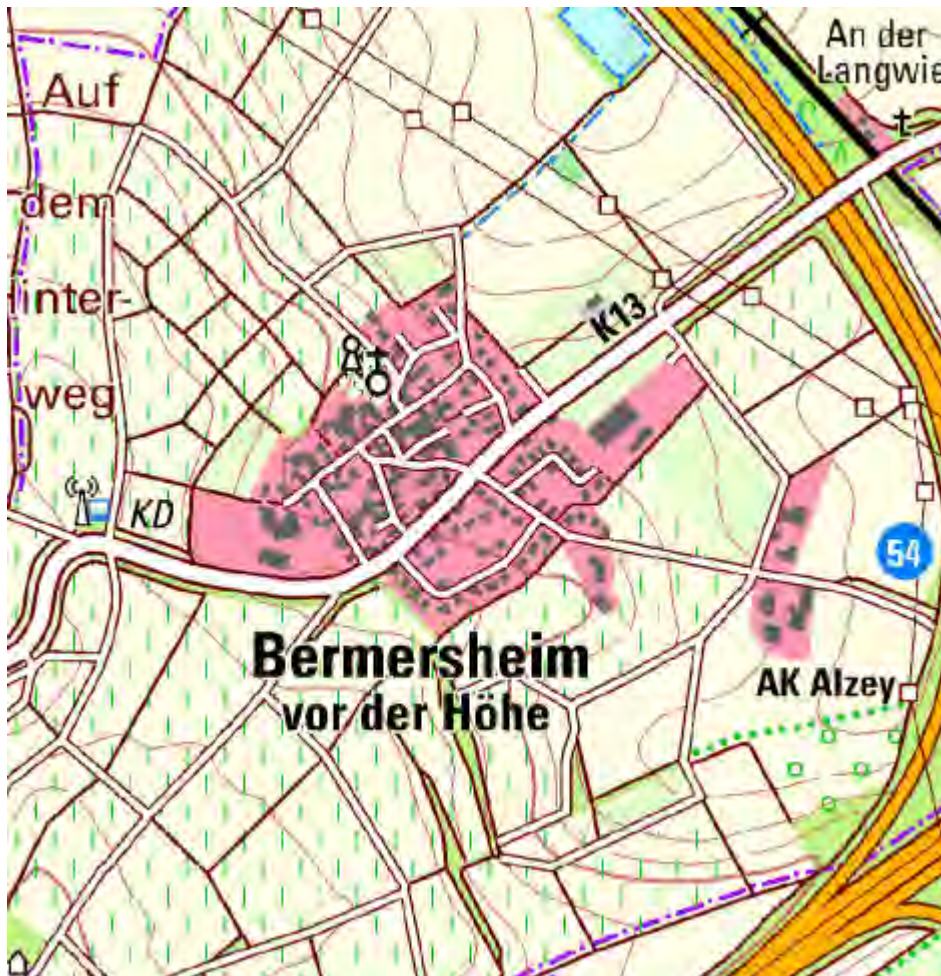 An der
Langwie
Auf
dem
inter-
weg
K13
KD
54
Bermersheim
vor der Höhe
AK Alzey